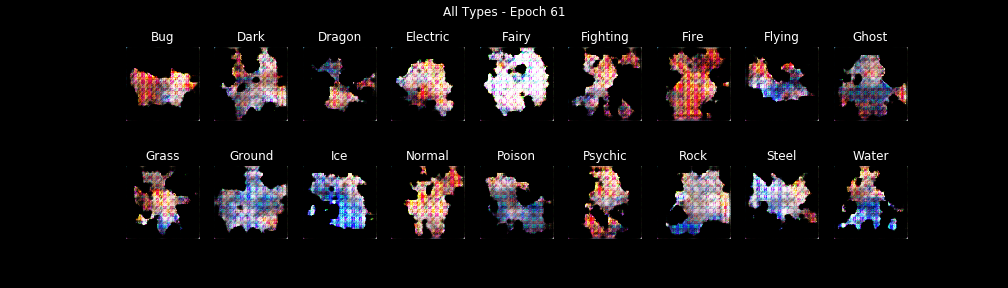 All Types - Epoch 61
Bug Dark Dragon Electric Fairy Fighting Fire Flying Ghost
Grass Ground Ice Normal Poison Psychic Rock Steel Water